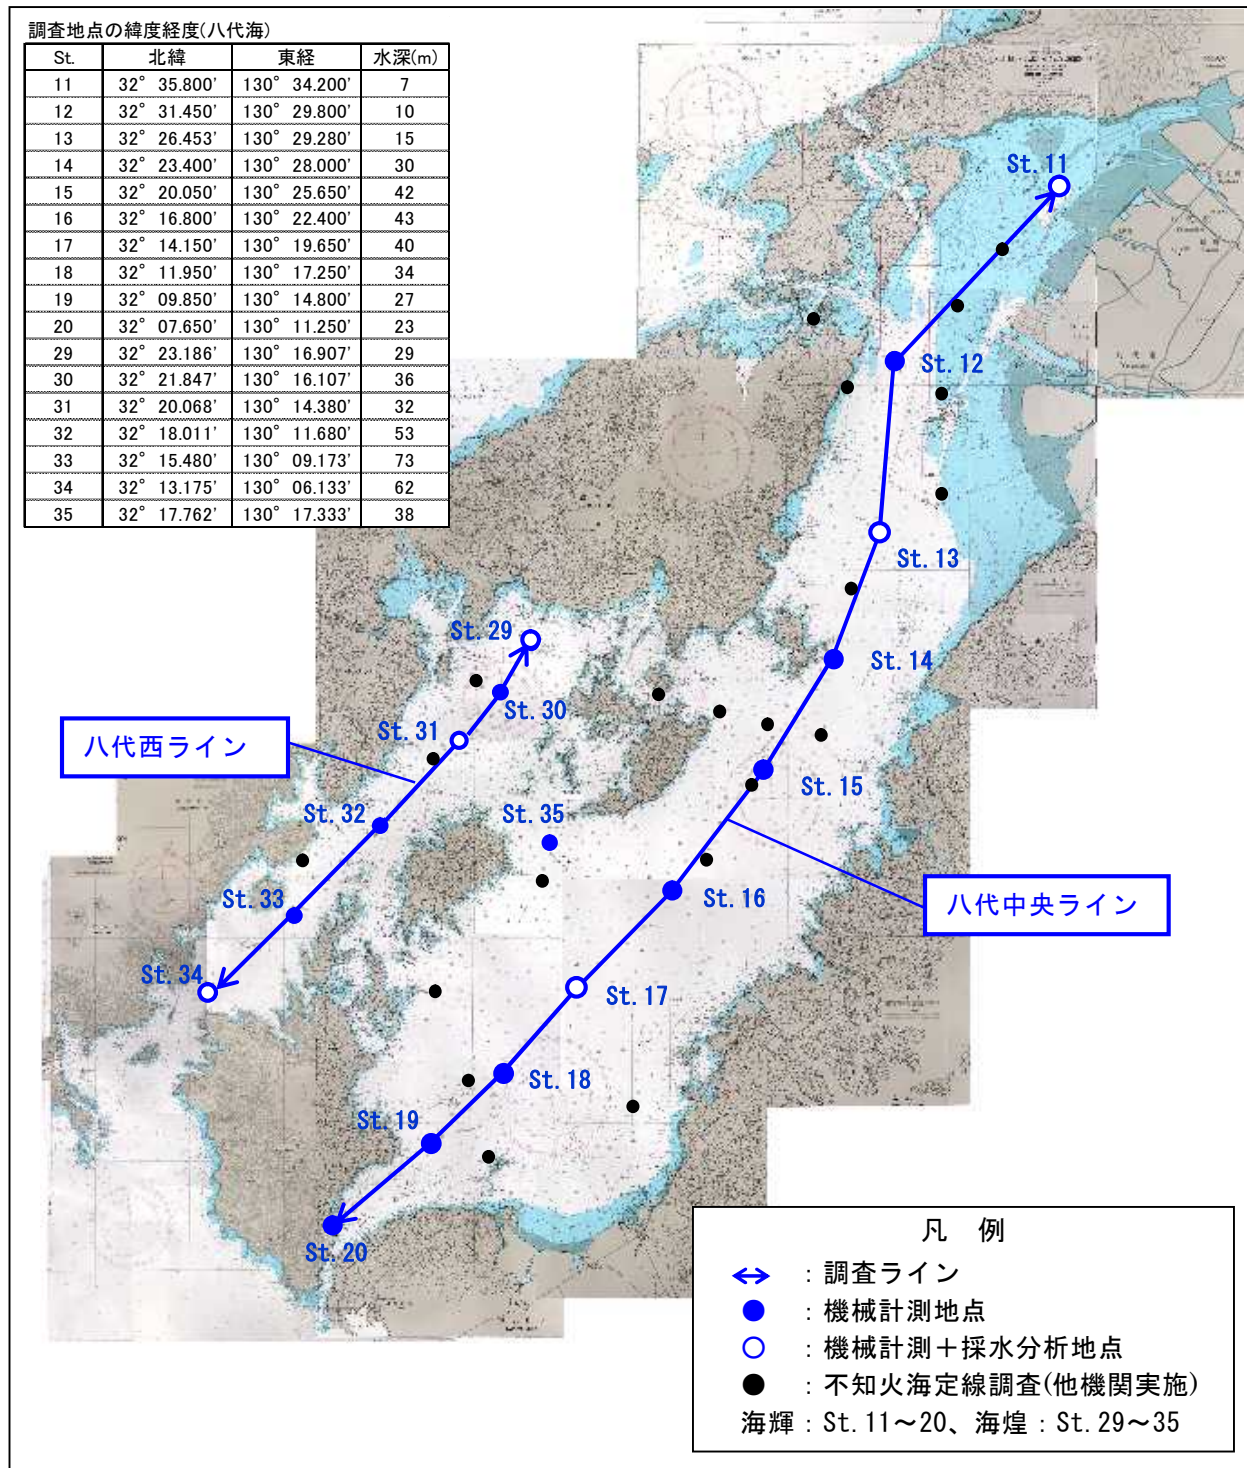 調査地点の緯度経度(八代海)
St. 北緯 東経 水深(m)
11 32° 35.800' 130° 34.200' 7
12 32° 31.450' 130° 29.800' 10
13 32° 26.453' 130° 29.280' 15
14 32° 23.400' 130° 28.000' 30
15 32° 20.050' 130° 25.650' 42
16 32° 16.800' 130° 22.400' 43
17 32° 14.150' 130° 19.650' 40
18 32° 11.950' 130° 17.250' 34
19 32° 09.850' 130° 14.800' 27
20 32° 07.650' 130° 11.250' 23
29 32° 23.186' 130° 16.907' 29
30 32° 21.847' 130° 16.107' 36
31 32° 20.068' 130° 14.380' 32
32 32° 18.011' 130° 11.680' 53
33 32° 15.480' 130° 09.173' 73
34 32° 13.175' 130° 06.133' 62
35 32° 17.762' 130° 17.333' 38
St.11
St.12
St.13
St.29
St.14
St.30
St.31
八代西ライン
St.15
St.32
St.35
St.16
St.33
八代中央ライン
St.34
St.17
St.18
St.19
St.20
凡 例
：調査ライン
：機械計測地点
：機械計測＋採水分析地点
：不知火海定線調査(他機関実施)
海輝：St.11～20、海煌：St.29～35